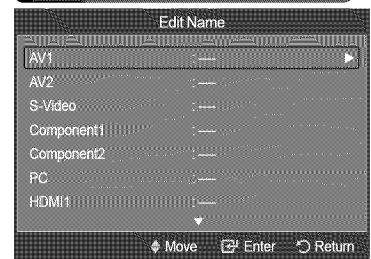 Edit Name
AV1 : ––– ►
AV2 : –––
S-Video : –––
Component1 : –––
Component2 : –––
PC : –––
HDMI1 : –––
▼
Move Enter Return